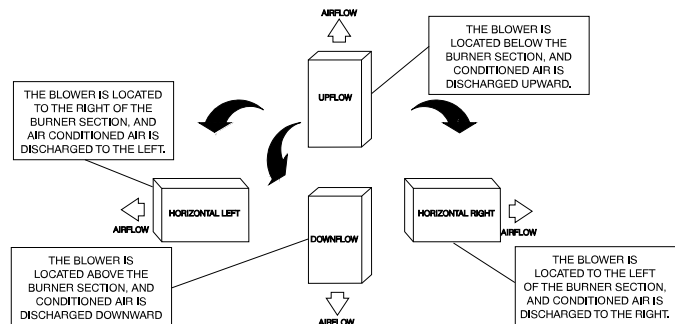 AIRFLOW
THE BLOWER IS
LOCATED BELOW THE
BURNER SECTION, AND
CONDITIONED AIR IS
DISCHARGED UPWARD.
UPFLOW
THE BLOWER IS LOCATED
TO THE RIGHT OF THE
BURNER SECTION, AND
AIR CONDITIONED AIR IS
DISCHARGED TO THE LEFT.
HORIZONTAL LEFT
AIRFLOW
DOWNFLOW
HORIZONTAL RIGHT
AIRFLOW
THE BLOWER IS
LOCATED ABOVE THE
BURNER SECTION, AND
CONDITIONED AIR IS
DISCHARGED DOWNWARD
THE BLOWER IS
LOCATED TO THE LEFT
OF THE BURNER SECTION,
AND CONDITIONED AIR IS
DISCHARGED TO THE RIGHT.
AIRFLOW